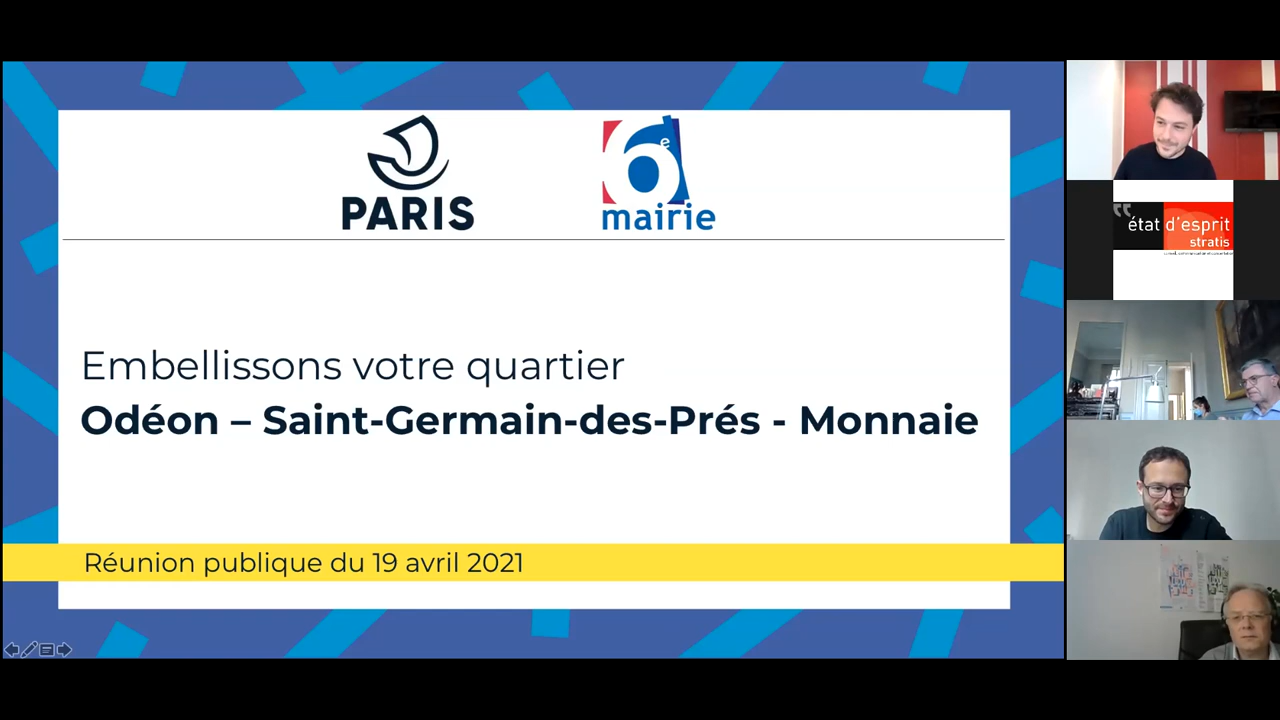 PARIS
6e
mairie
Embellissons votre quartier
Odéon – Saint-Germain-des-Prés - Monnaie
Réunion publique du 19 avril 2021
état d'esprit
stratis